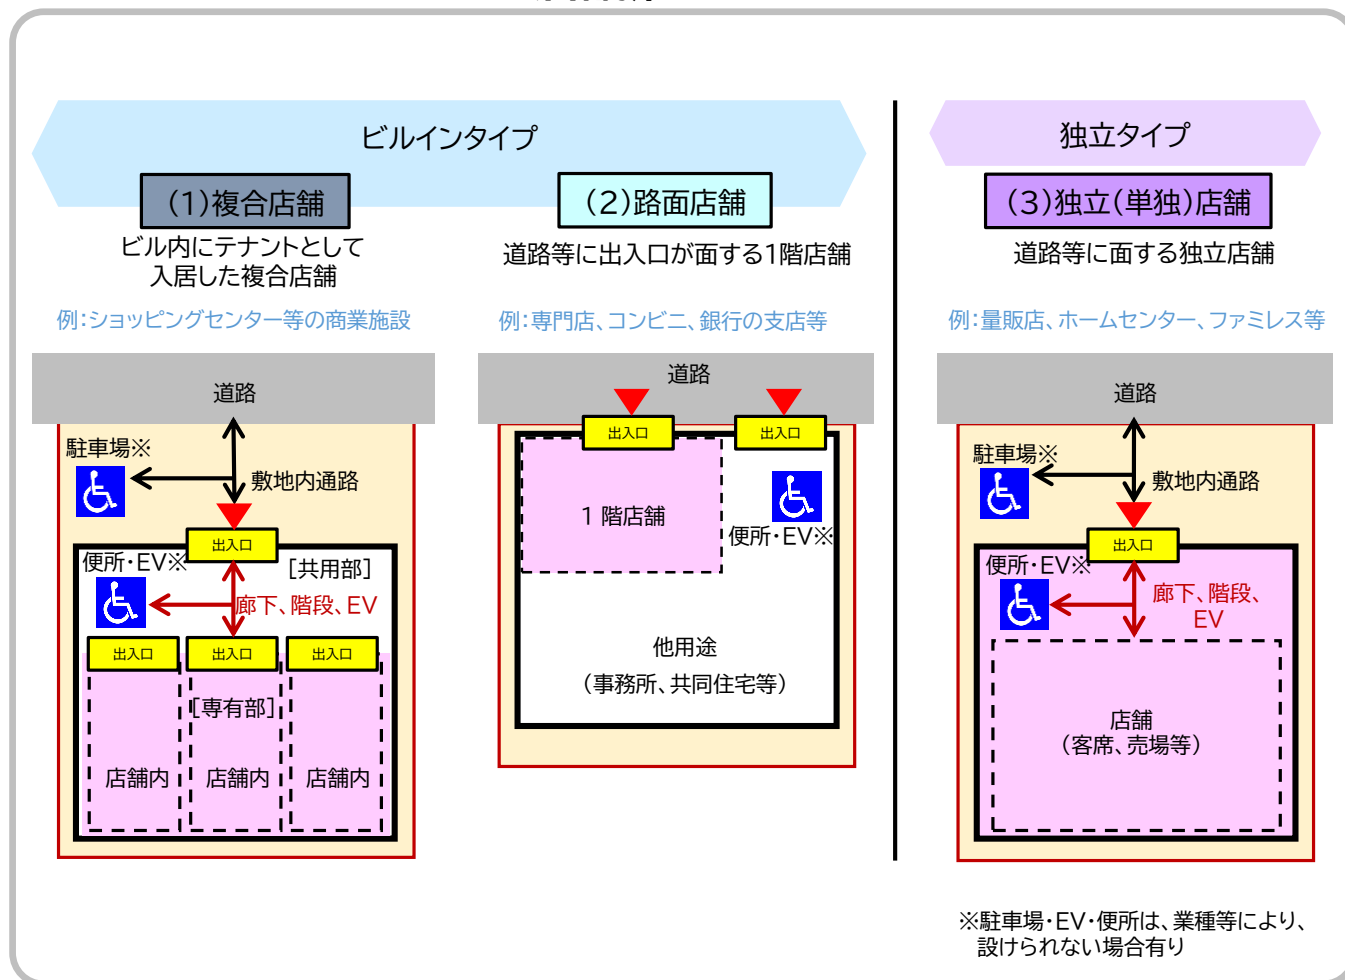 ビルインタイプ
(1)複合店舗
ビル内にテナントとして
入居した複合店舗
例:ショッピングセンター等の商業施設
道路
駐車場※
敷地内通路
出入口
便所・EV※
[共用部]
廊下、階段、EV
出入口
出入口
出入口
[専有部]
店舗内
店舗内
店舗内
(2)路面店舗
道路等に出入口が面する1階店舗
例:専門店、コンビニ、銀行の支店等
道路
出入口
出入口
1 階店舗
便所・EV※
他用途
(事務所、共同住宅等)
独立タイプ
(3)独立(単独)店舗
道路等に面する独立店舗
例:量販店、ホームセンター、ファミレス等
道路
駐車場※
敷地内通路
出入口
便所・EV※
廊下、階段、
EV
店舗
(客席、売場等)
※駐車場・EV・便所は、業種等により、
設けられない場合有り